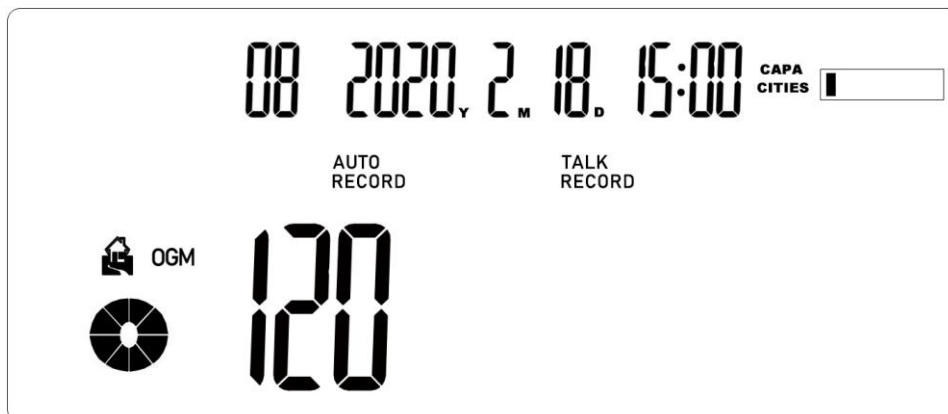 08 2020Y 2M 18D 15:00 CAPA
CITIES
AUTO
RECORD
TALK
RECORD
OGM
120